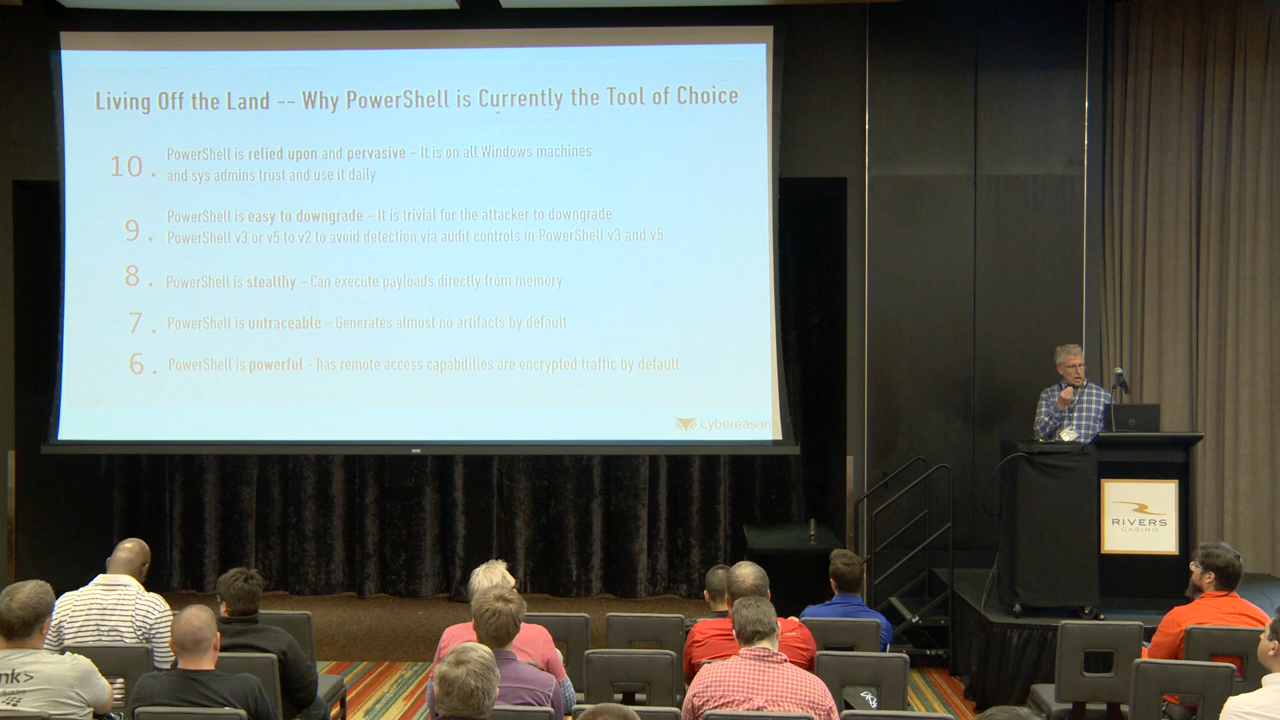 Living Off the Land -- Why PowerShell is Currently the Tool of Choice
10. PowerShell is relied upon and pervasive – It is on all Windows machines
and sys admins trust and use it daily
9. PowerShell is easy to downgrade – It is trivial for the attacker to downgrade
PowerShell v3 or v5 to v2 to avoid detection via audit controls in PowerShell v3 and v5
8. PowerShell is stealthy – Can execute payloads directly from memory
7. PowerShell is untraceable – Generates almost no artifacts by default
6. PowerShell is powerful – has remote access capabilities are encrypted traffic by default
cybereason
RIVERS
CASINO